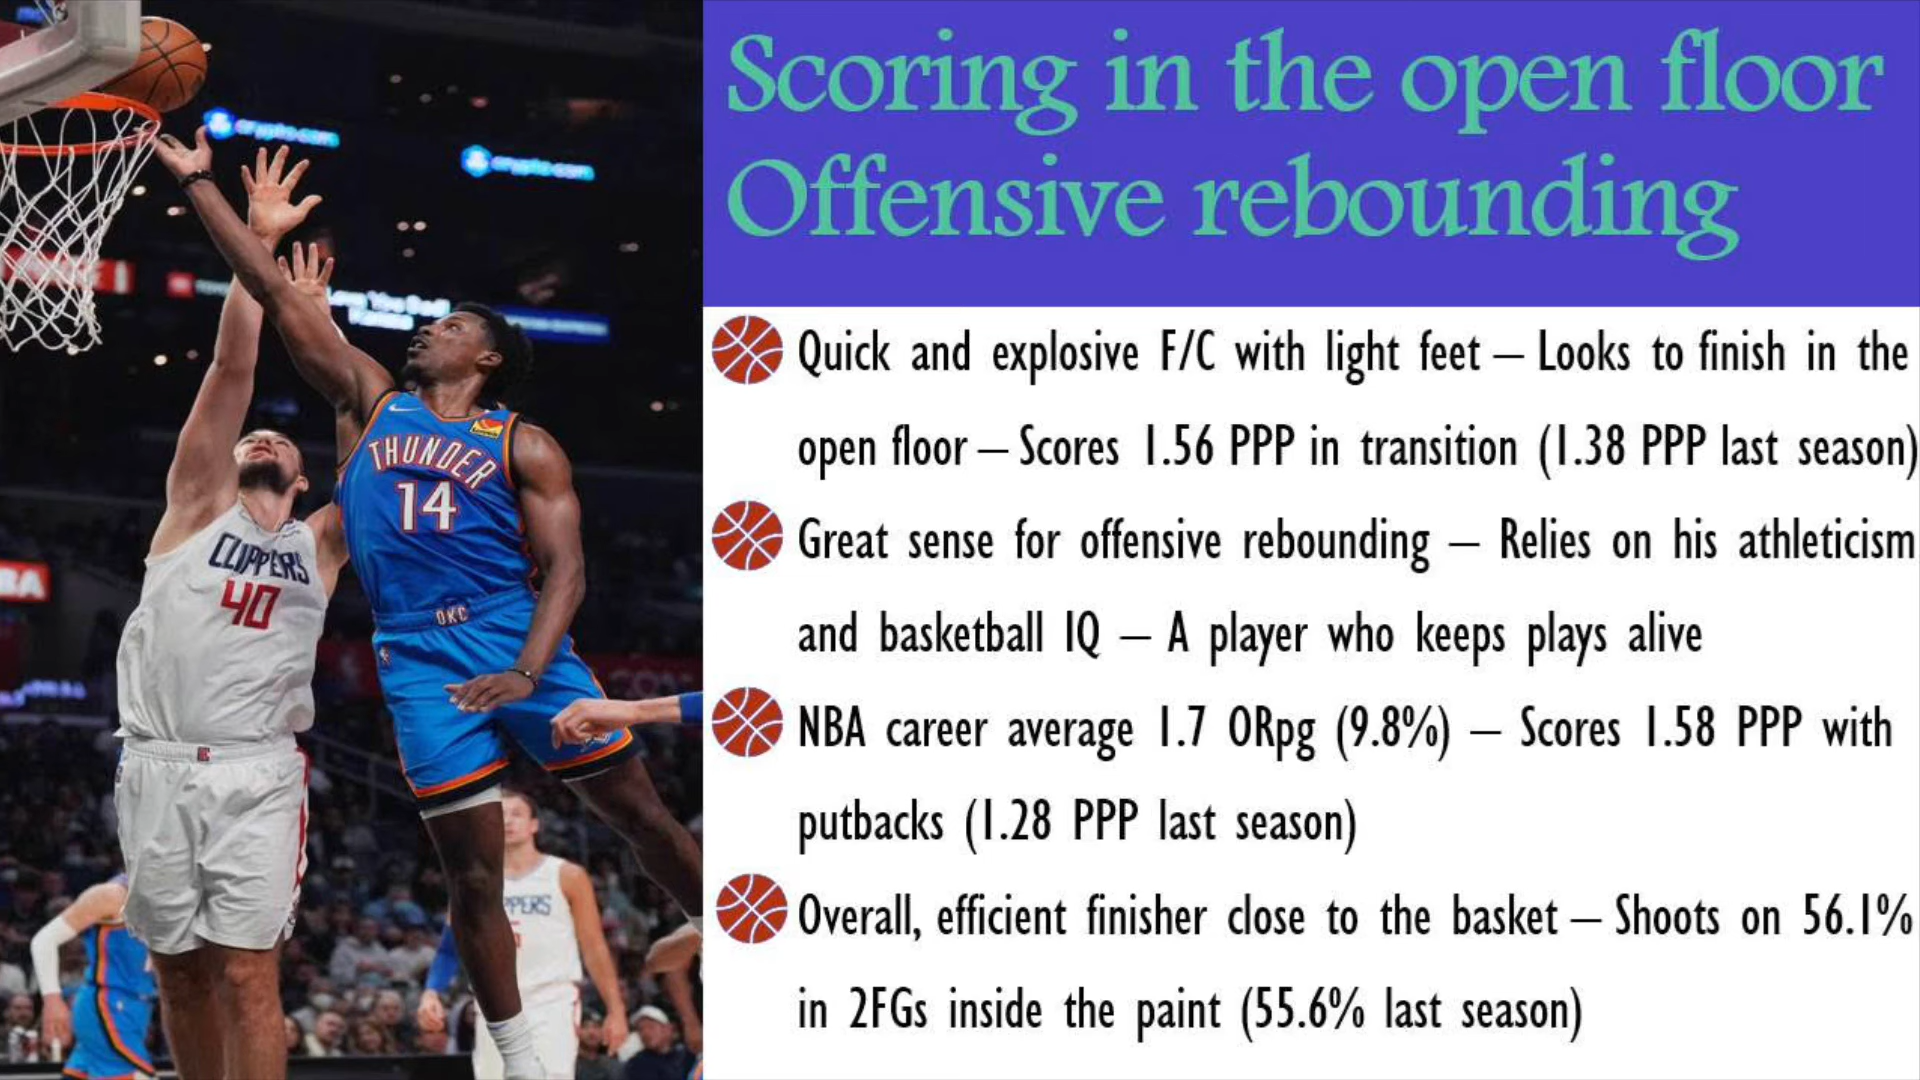 Scoring in the open floor
Offensive rebounding
Quick and explosive F/C with light feet – Looks to finish in the
open floor – Scores 1.56 PPP in transition (1.38 PPP last season)
Great sense for offensive rebounding – Relies on his athleticism
and basketball IQ – A player who keeps plays alive
NBA career average 1.7 ORpg (9.8%) – Scores 1.58 PPP with
putbacks (1.28 PPP last season)
Overall, efficient finisher close to the basket – Shoots on 56.1%
in 2FGs inside the paint (55.6% last season)
crypto.com
crypto.com
THUNDER
14
OKC
CLIPPERS
40